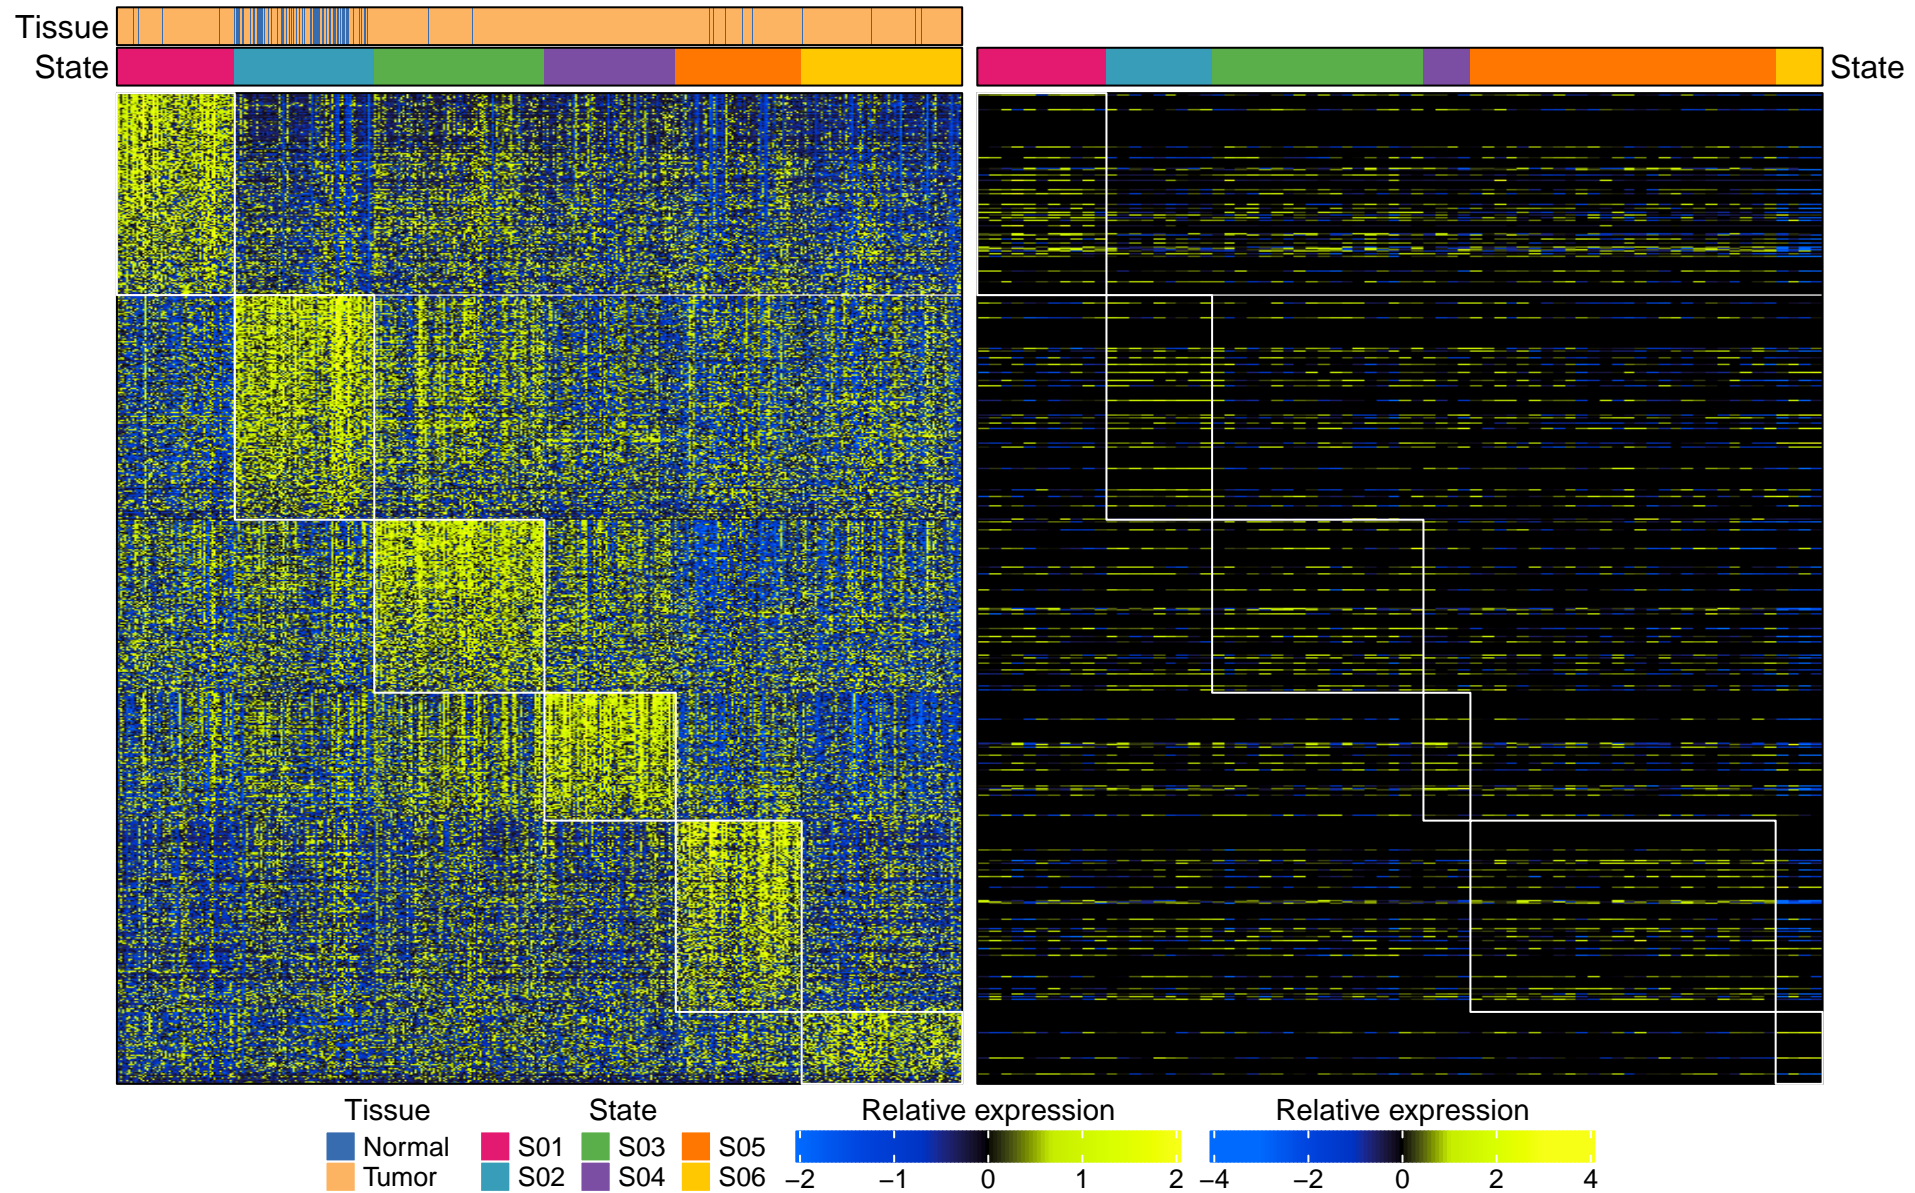 Tissue
State
State
Tissue
State
Relative expression
Relative expression
Normal
S01
S03
S05
Tumor
S02
S04
S06
−2 −1 0 1 2
−4 −2 0 2 4